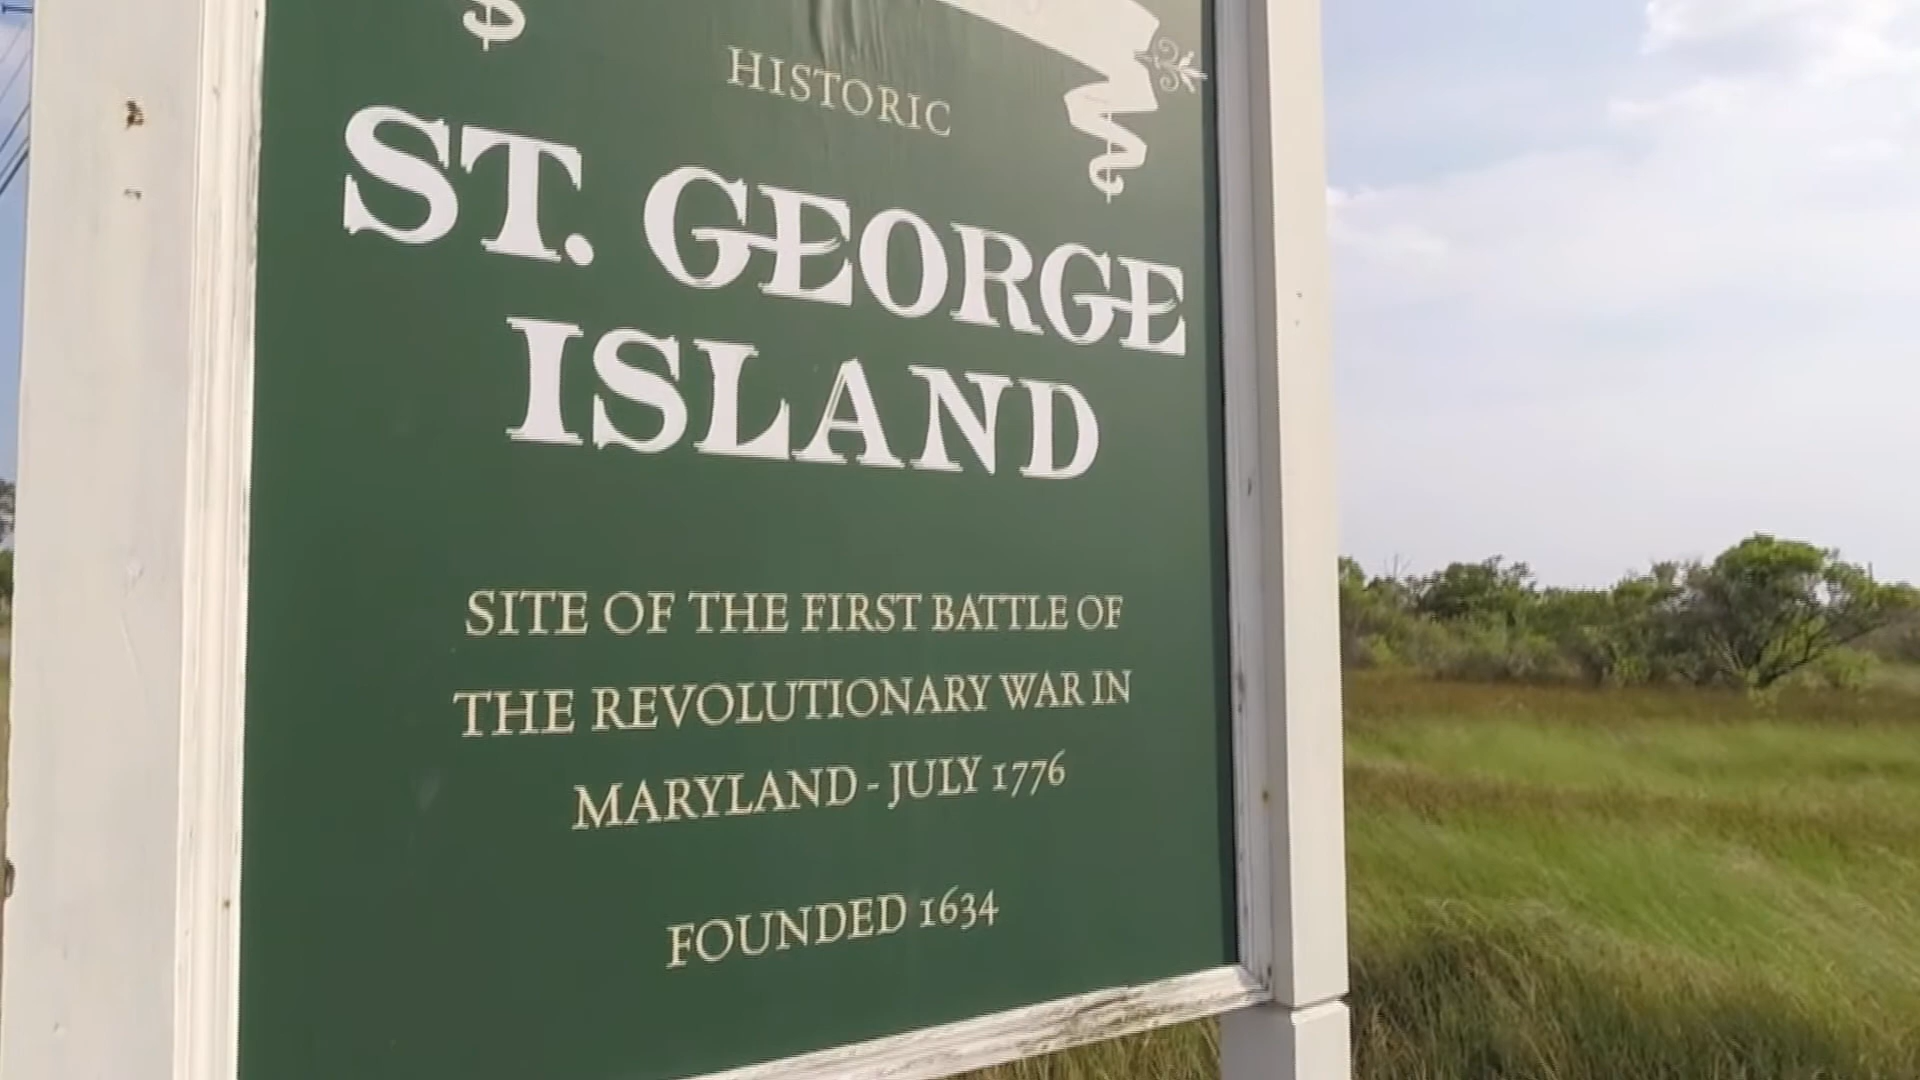 HISTORIC
ST. GEORGE
ISLAND
SITE OF THE FIRST BATTLE OF
THE REVOLUTIONARY WAR IN
MARYLAND - JULY 1776
FOUNDED 1634